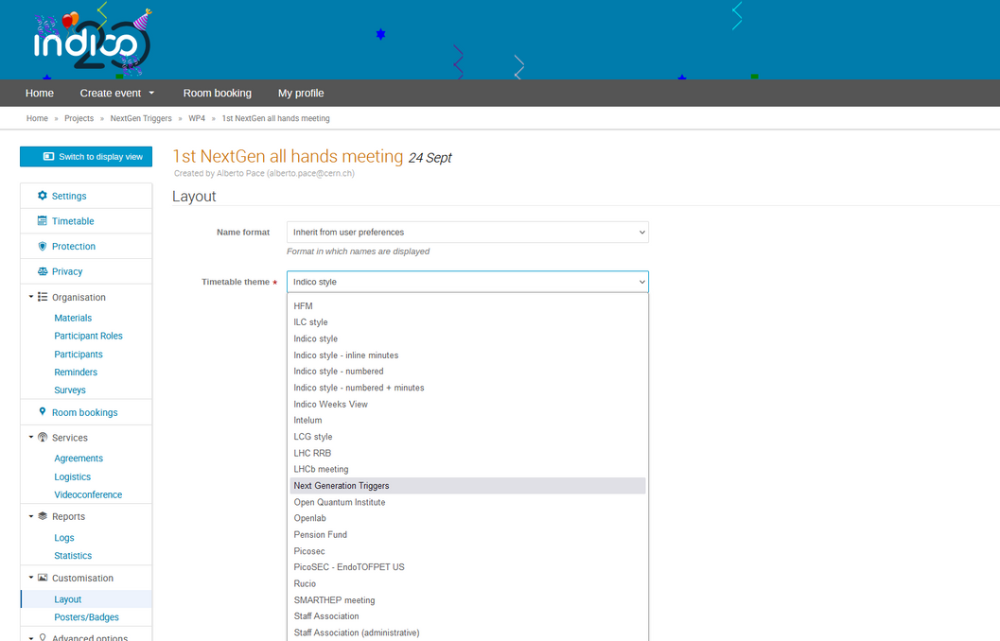 indico 20
Home Create event Room booking My profile
Home » Projects » NextGen Triggers » WP4 » 1st NextGen all hands meeting
Switch to display view
Settings
Timetable
Protection
Privacy
Organisation
Materials
Participant Roles
Participants
Reminders
Surveys
Room bookings
Services
Agreements
Logistics
Videoconference
Reports
Logs
Statistics
Customisation
Layout
Posters/Badges
Advanced options
1st NextGen all hands meeting 24 Sept
Created by Alberto Pace (alberto.pace@cern.ch)
Layout
Name format Inherit from user preferences
Format in which names are displayed
Timetable theme * Indico style
HFM
ILC style
Indico style
Indico style - inline minutes
Indico style - numbered
Indico style - numbered + minutes
Indico Weeks View
Intelum
LCG style
LHC RRB
LHCb meeting
Next Generation Triggers
Open Quantum Institute
Openlab
Pension Fund
Picosec
PicoSEC - EndoTOFPET US
Rucio
SMARTHEP meeting
Staff Association
Staff Association (administrative)